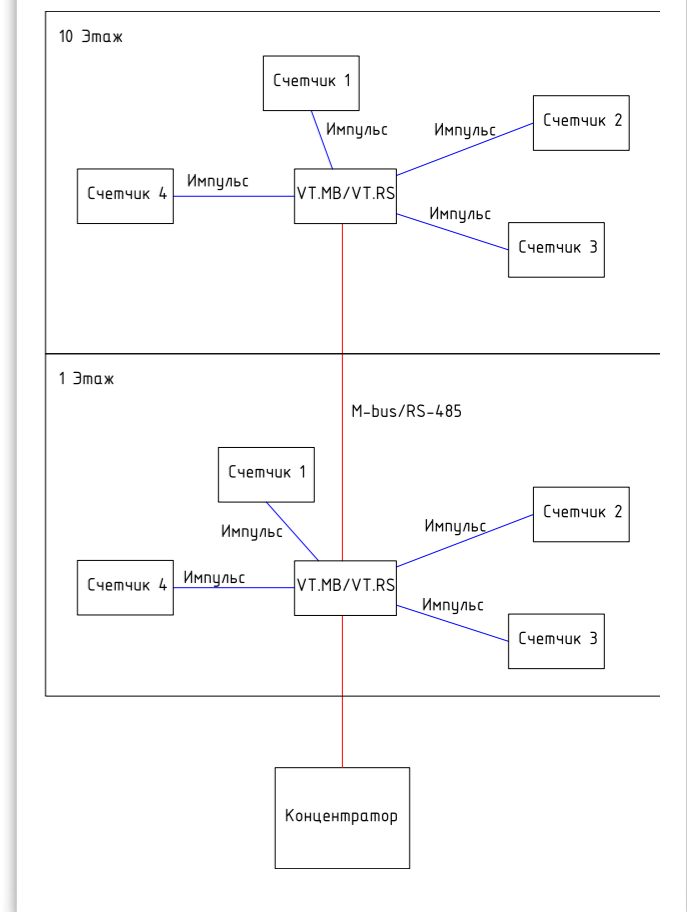 10 Этаж
Счетчик 1
Импульс
Импульс
Счетчик 2
Импульс
Счетчик 4
VT.MB/VT.RS
Импульс
Счетчик 3
1 Этаж
M-bus/RS-485
Счетчик 1
Импульс
Импульс
Счетчик 2
Импульс
Счетчик 4
VT.MB/VT.RS
Импульс
Счетчик 3
Концентратор